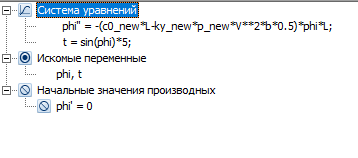 Система уравнений
phi'' = -(c0_new*L-ky_new*p_new*V**2*b*0.5)*phi*L;
t = sin(phi)*5;
Искомые переменные
phi, t
Начальные значения производных
phi' = 0